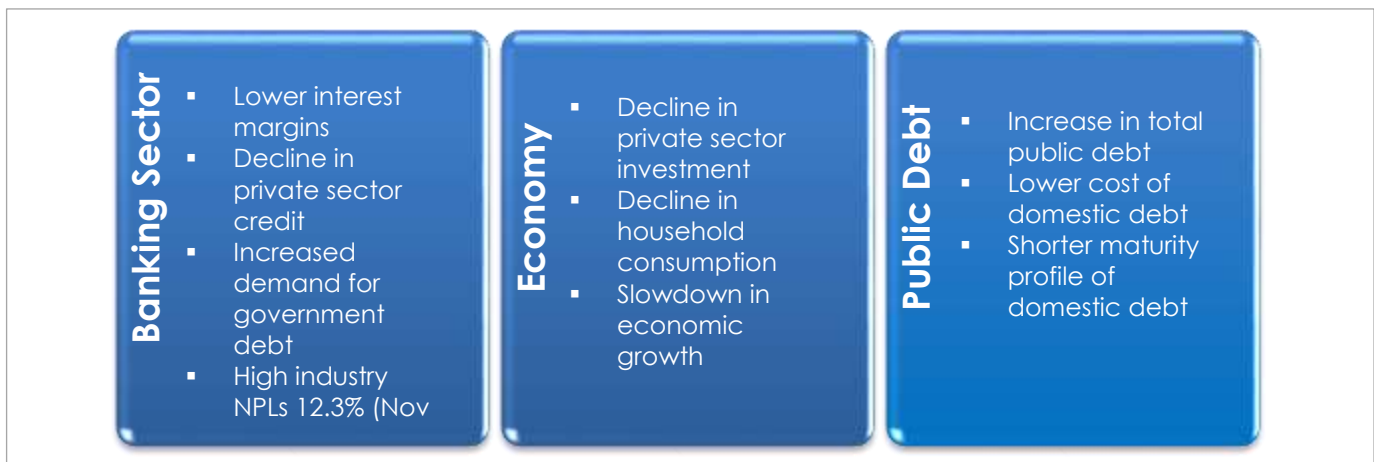 Banking Sector
▪ Lower interest
margins
▪ Decline in
private sector
credit
▪ Increased
demand for
government
debt
▪ High industry
NPLs 12.3% (Nov
Economy
▪ Decline in
private sector
investment
▪ Decline in
household
consumption
▪ Slowdown in
economic
growth
Public Debt
▪ Increase in total
public debt
▪ Lower cost of
domestic debt
▪ Shorter maturity
profile of
domestic debt